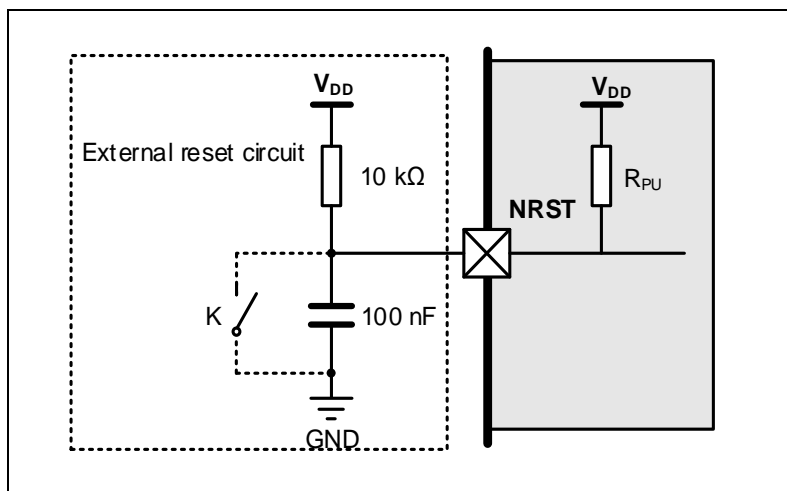 V_DD
V_DD
External reset circuit
10 kΩ
R_PU
NRST
K
100 nF
GND